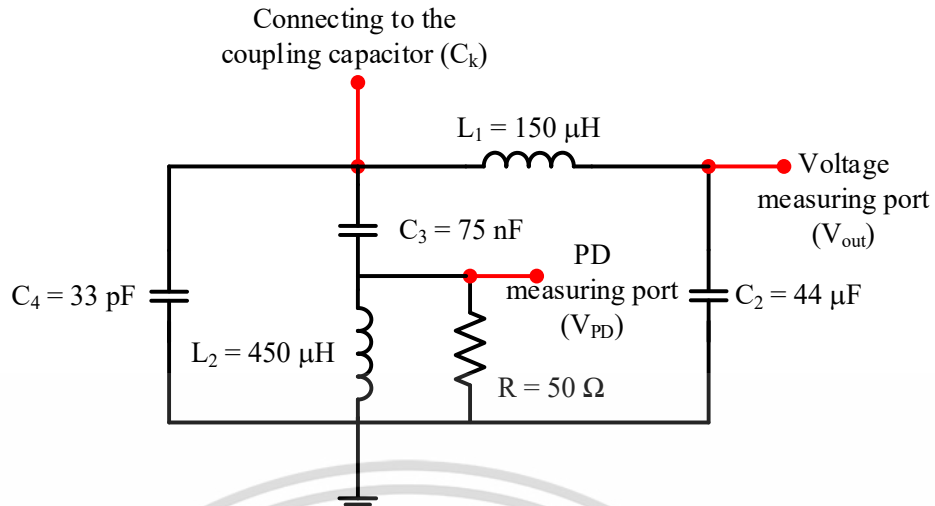 Connecting to the
coupling capacitor (Cₖ)
L₁ = 150 μH
Voltage
measuring port
(Vout)
C₃ = 75 nF
PD
measuring port
(VPD)
C₄ = 33 pF
C₂ = 44 μF
L₂ = 450 μH
R = 50 Ω